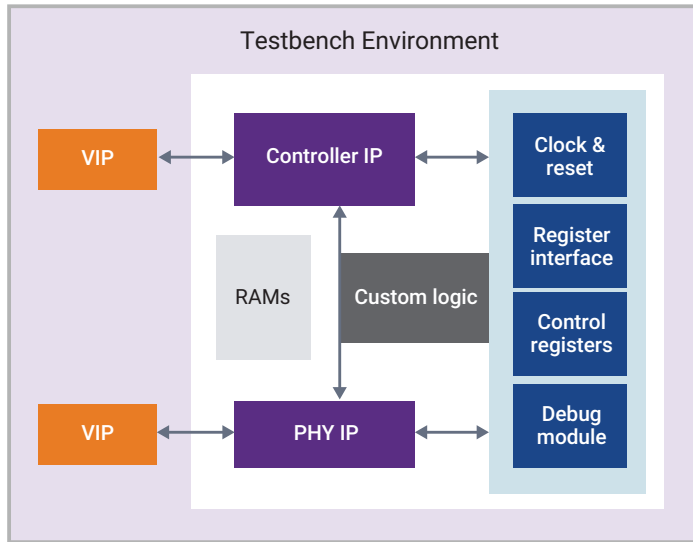 Testbench Environment
VIP
Controller IP
Clock &
reset
Register
interface
RAMs
Custom logic
Control
registers
VIP
PHY IP
Debug
module